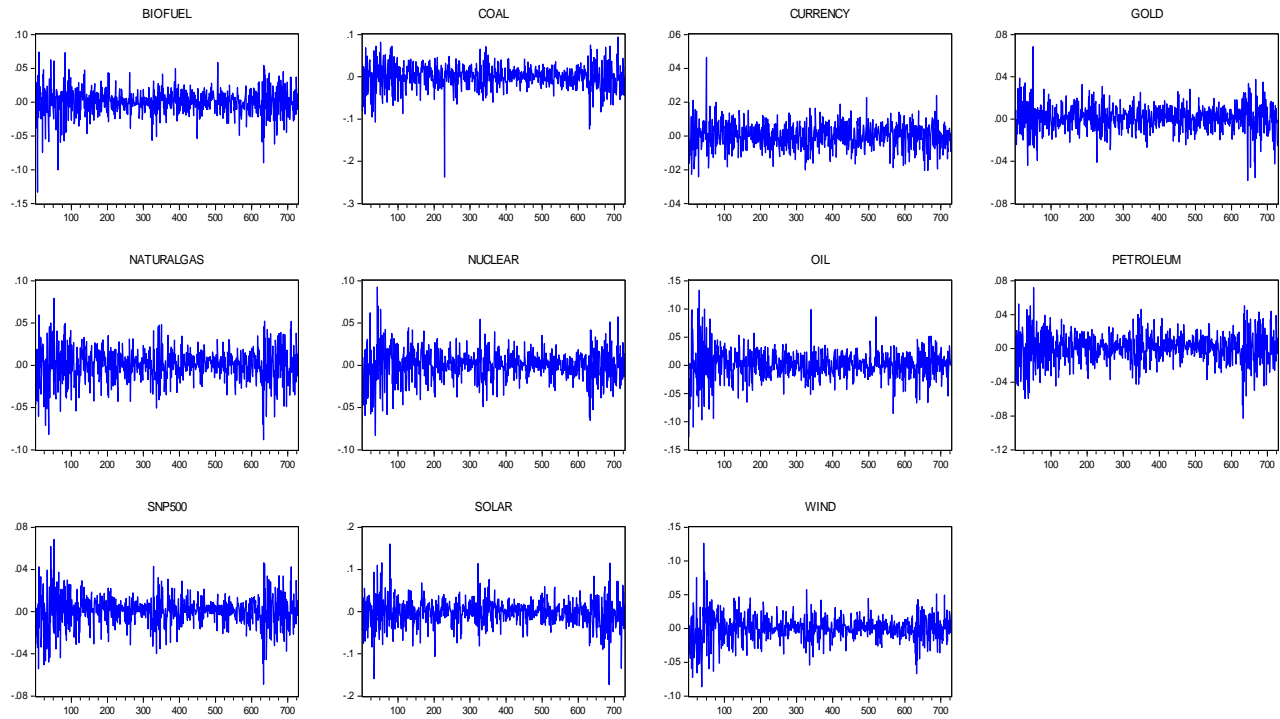 BIOFUEL COAL CURRENCY GOLD
.10 .1 .06 .08
.05 .0 .04 .04
.00 -.1 .02 .00
-.05 -.2 .00 -.04
-.10 -.3 -.02 -.08
-.15 -.04
100 200 300 400 500 600 700 100 200 300 400 500 600 700 100 200 300 400 500 600 700 100 200 300 400 500 600 700
NATURALGAS NUCLEAR OIL PETROLEUM
.10 .10 .15 .08
.05 .05 .10 .04
.00 .00 .05 .00
-.05 -.05 .00 -.04
-.10 -.10 -.05 -.08
-.10 -.12
-.15
100 200 300 400 500 600 700 100 200 300 400 500 600 700 100 200 300 400 500 600 700 100 200 300 400 500 600 700
SNP500 SOLAR WIND
.08 .2 .15
.04 .1 .10
.00 .0 .05
-.04 -.1 .00
-.08 -.2 -.05
-.10
100 200 300 400 500 600 700 100 200 300 400 500 600 700 100 200 300 400 500 600 700